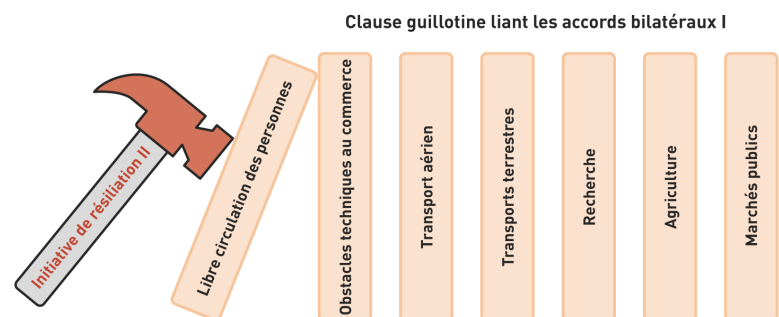 Clause guillotine liant les accords bilatéraux I
Initiative de résiliation II
Libre circulation des personnes
Obstacles techniques au commerce
Transport aérien
Transports terrestres
Recherche
Agriculture
Marchés publics